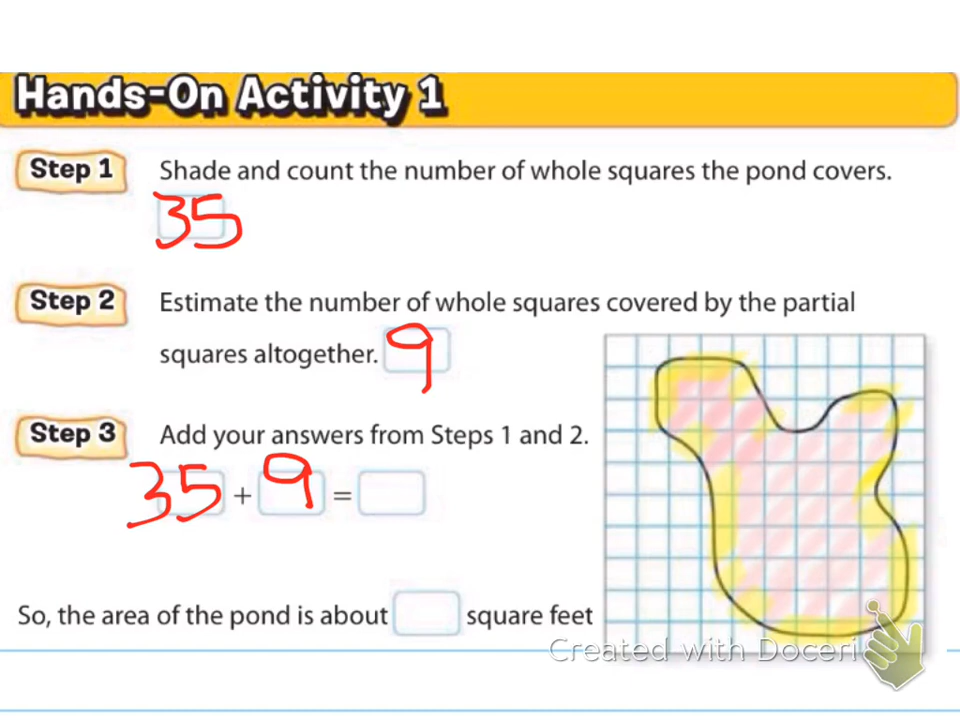 Hands-On Activity 1
Step 1 Shade and count the number of whole squares the pond covers.
35
Step 2 Estimate the number of whole squares covered by the partial
squares altogether. 9
Step 3 Add your answers from Steps 1 and 2.
35 + 9 =
So, the area of the pond is about square feet
Created with Doceri